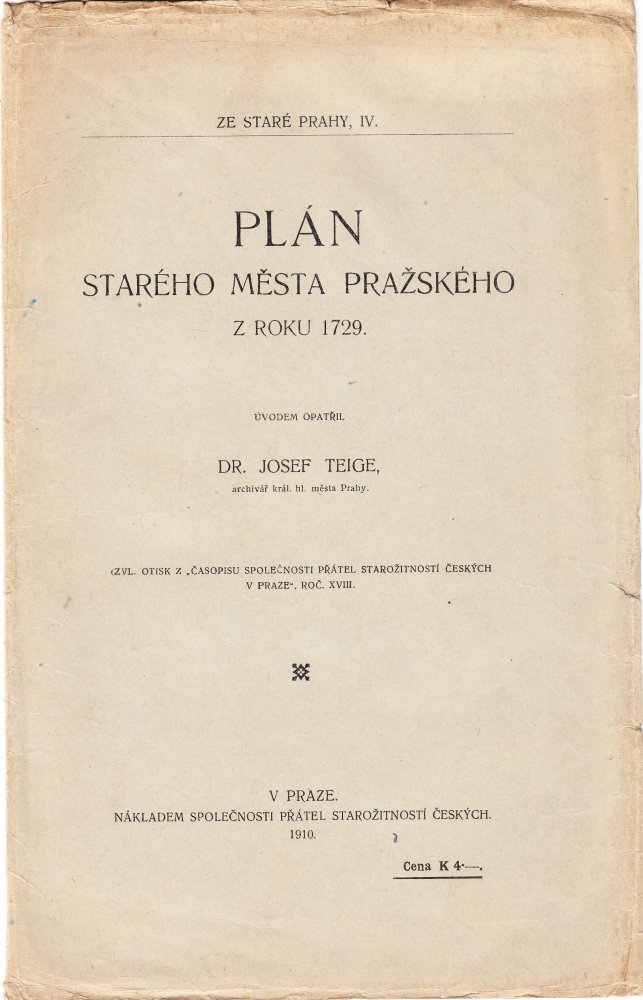 ZE STARÉ PRAHY, IV.
PLÁN
STARÉHO MĚSTA PRAŽSKÉHO
Z ROKU 1729.
ÚVODEM OPATŘIL
DR. JOSEF TEIGE,
archivář král. hl. města Prahy.
(ZVL. OTISK Z „ČASOPISU SPOLEČNOSTI PŘÁTEL STAROŽITNOSTÍ ČESKÝCH
V PRAZE“, ROČ. XVIII.
V PRAZE.
NÁKLADEM SPOLEČNOSTI PŘÁTEL STAROŽITNOSTÍ ČESKÝCH.
1910.
Cena K 4·—.